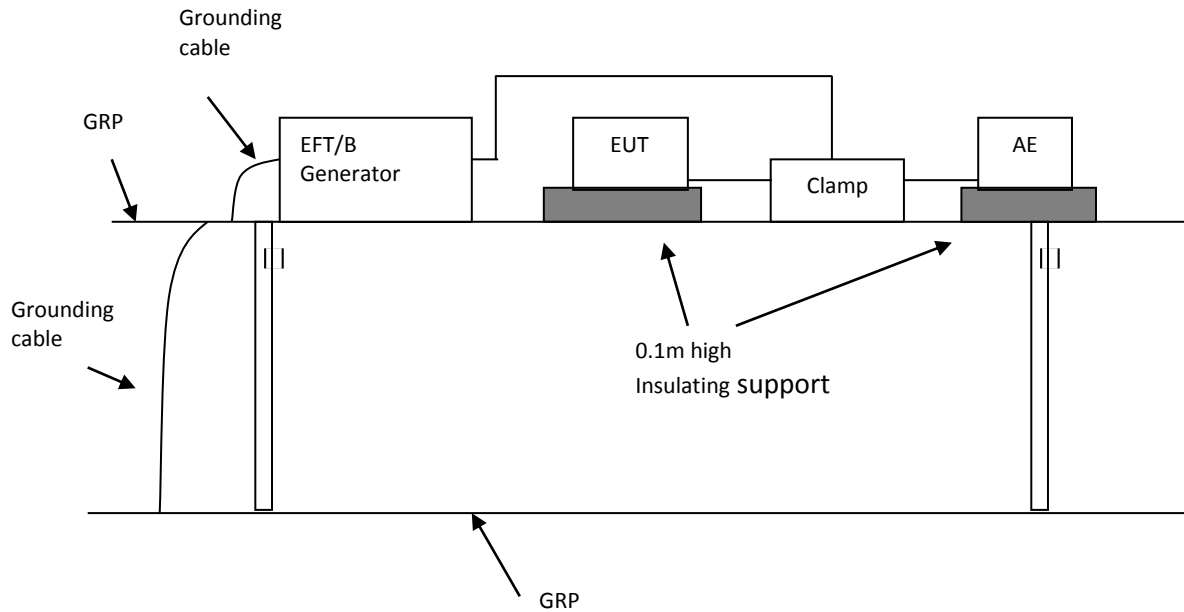 Grounding
cable
GRP
EFT/B
Generator
EUT
Clamp
AE
Grounding
cable
0.1m high
Insulating support
GRP